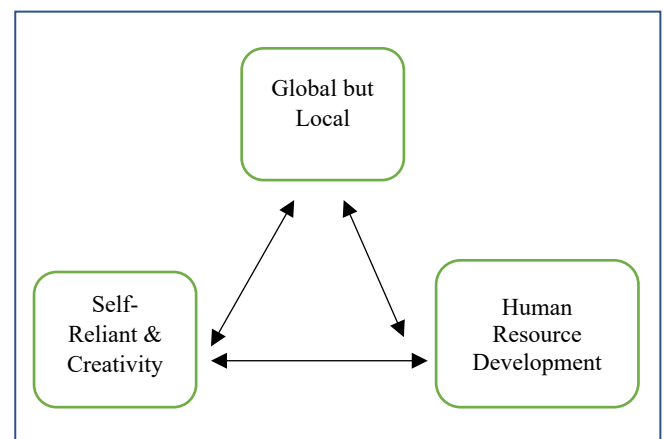 Global but
Local
Self-
Reliant &
Creativity
Human
Resource
Development